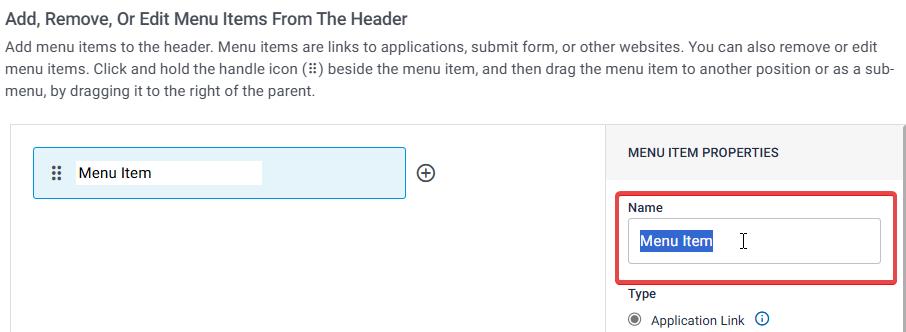 Add, Remove, Or Edit Menu Items From The Header
Add menu items to the header. Menu items are links to applications, submit form, or other websites. You can also remove or edit
menu items. Click and hold the handle icon (⠿) beside the menu item, and then drag the menu item to another position or as a sub-
menu, by dragging it to the right of the parent.
Menu Item
MENU ITEM PROPERTIES
Name
Menu Item
Type
Application Link